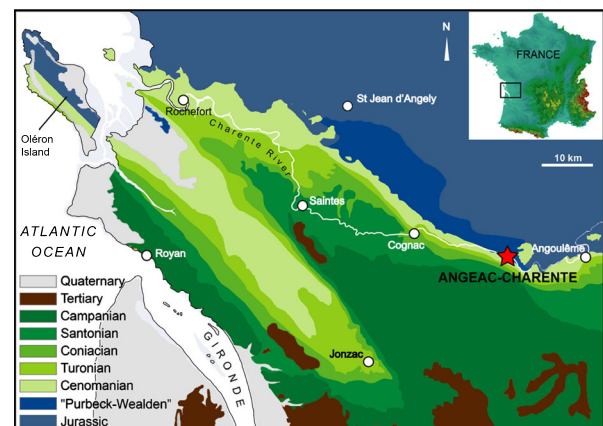 N
FRANCE
St Jean d'Angely
Rochefort
Charente River
Oléron
Island
10 km
Saintes
Cognac
Angoulême
ATLANTIC
OCEAN
Royan
ANGEAC-CHARENTE
GIRONDE
Jonzac
Quaternary
Tertiary
Campanian
Santonian
Coniacian
Turonian
Cenomanian
"Purbeck-Wealden"
Jurassic